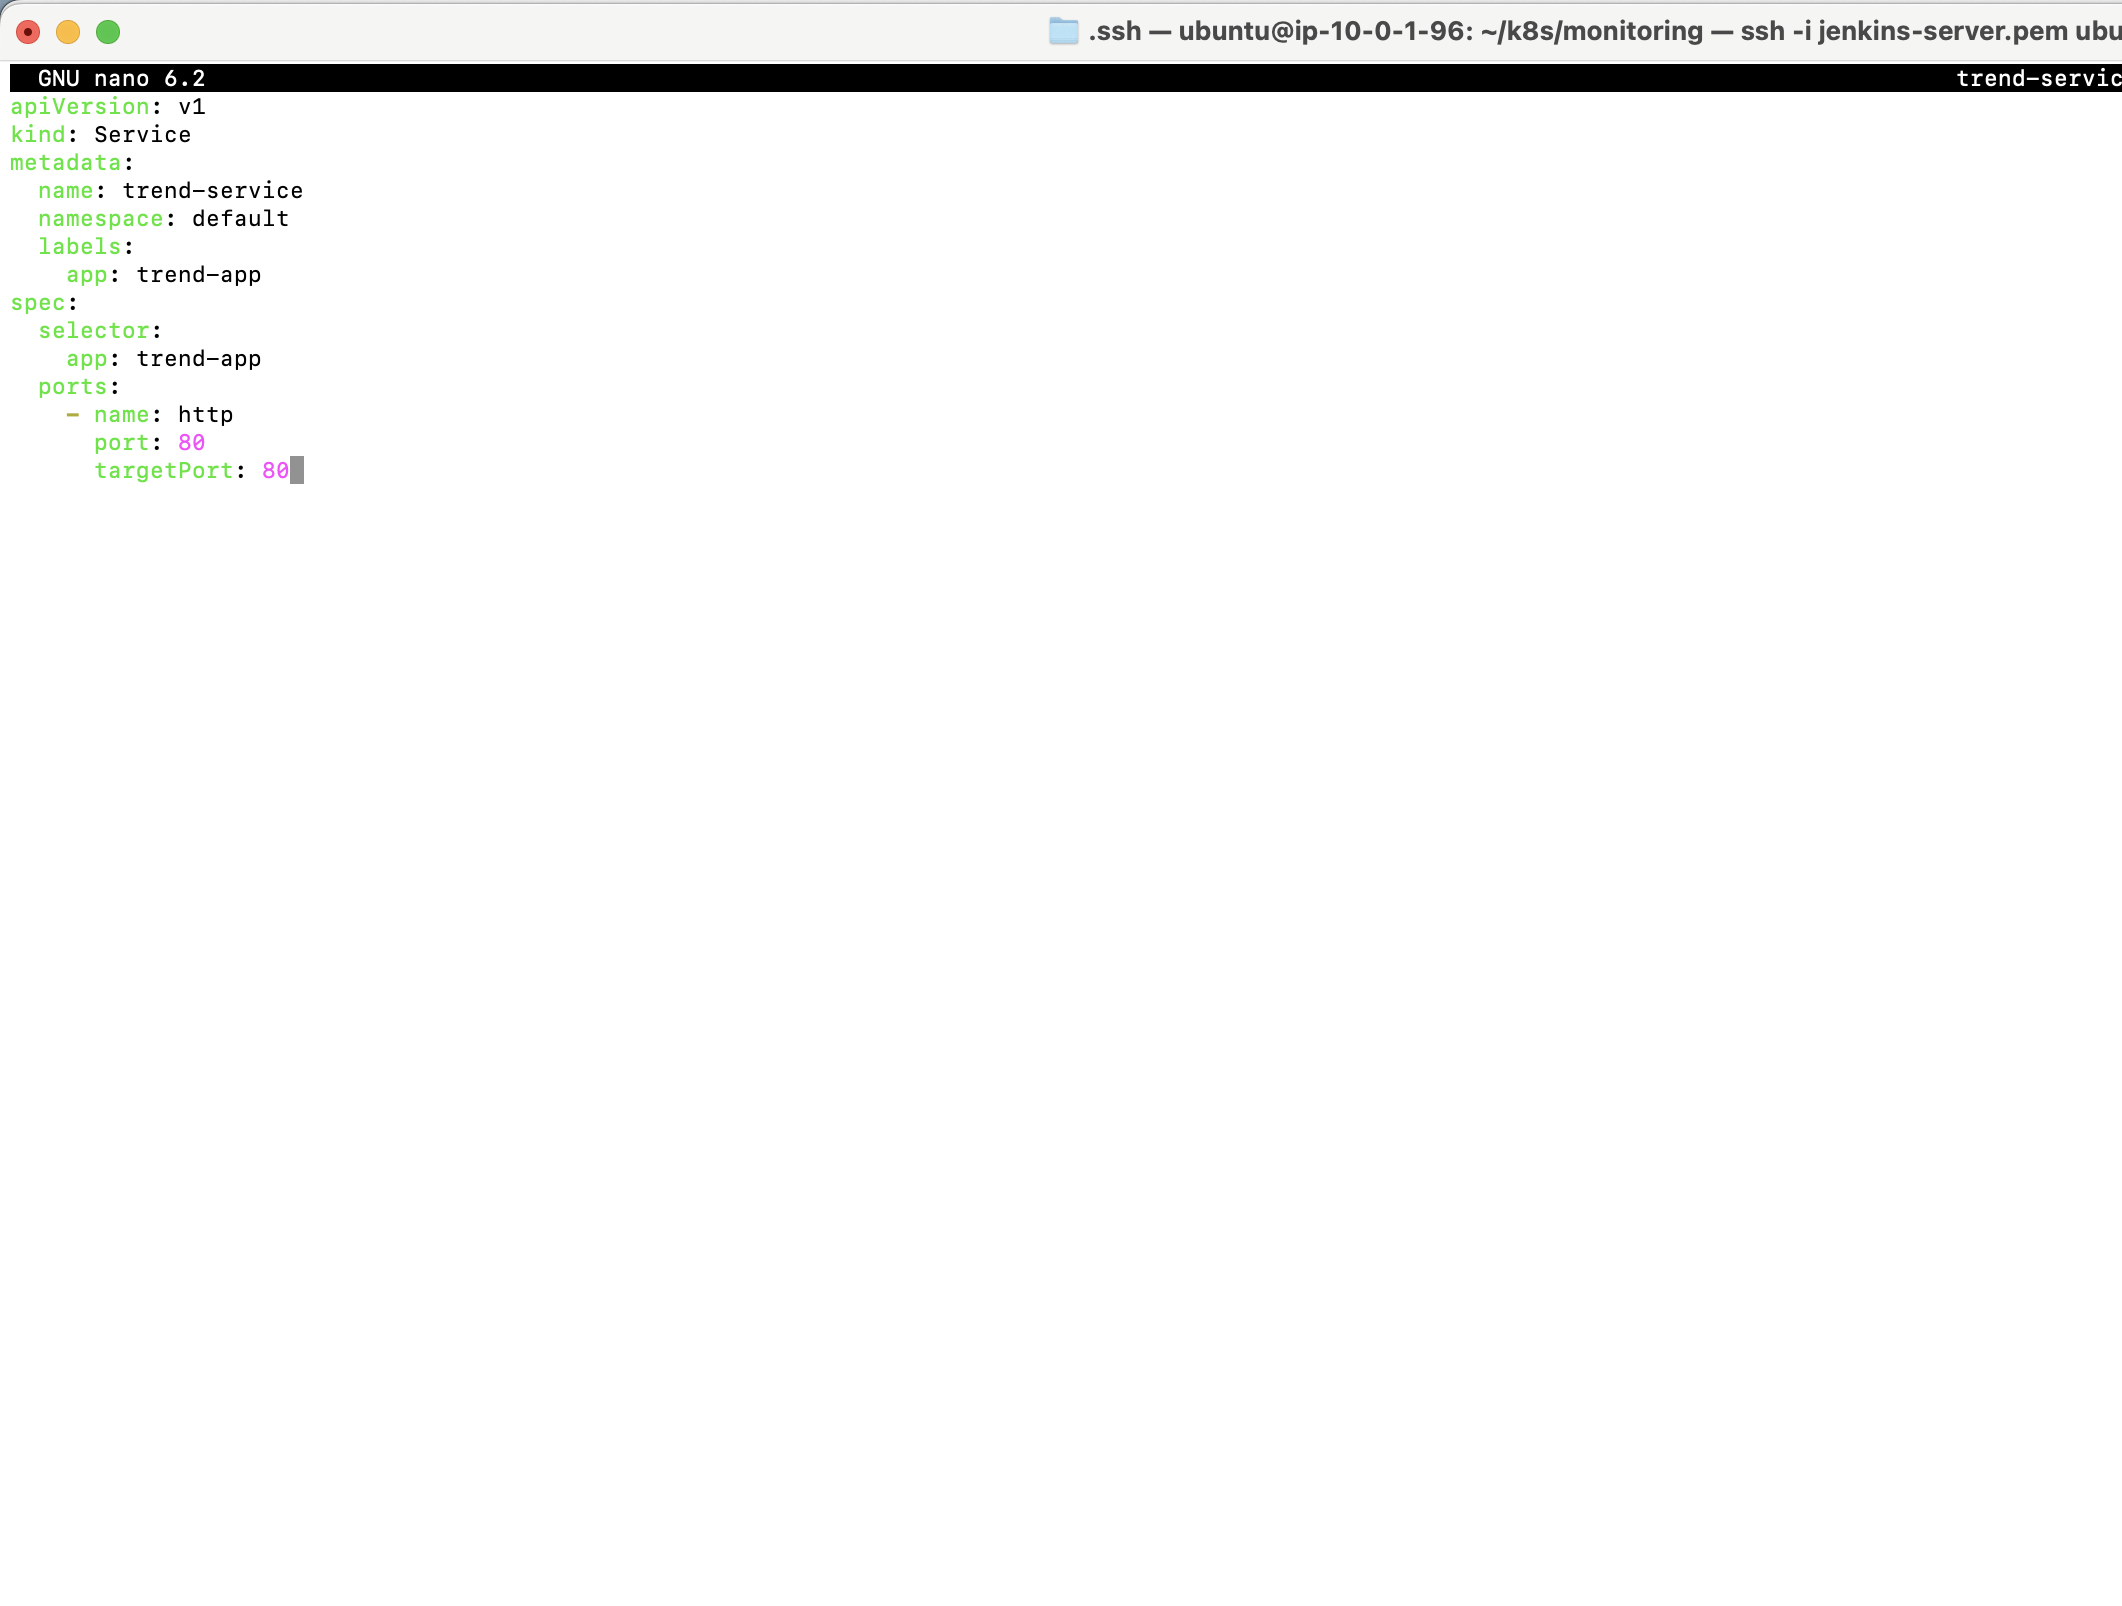 .ssh — ubuntu@ip-10-0-1-96: ~/k8s/monitoring — ssh -i jenkins-server.pem ubu
GNU nano 6.2 trend-servic
apiVersion: v1
kind: Service
metadata:
  name: trend-service
  namespace: default
  labels:
    app: trend-app
spec:
  selector:
    app: trend-app
  ports:
    - name: http
      port: 80
      targetPort: 80